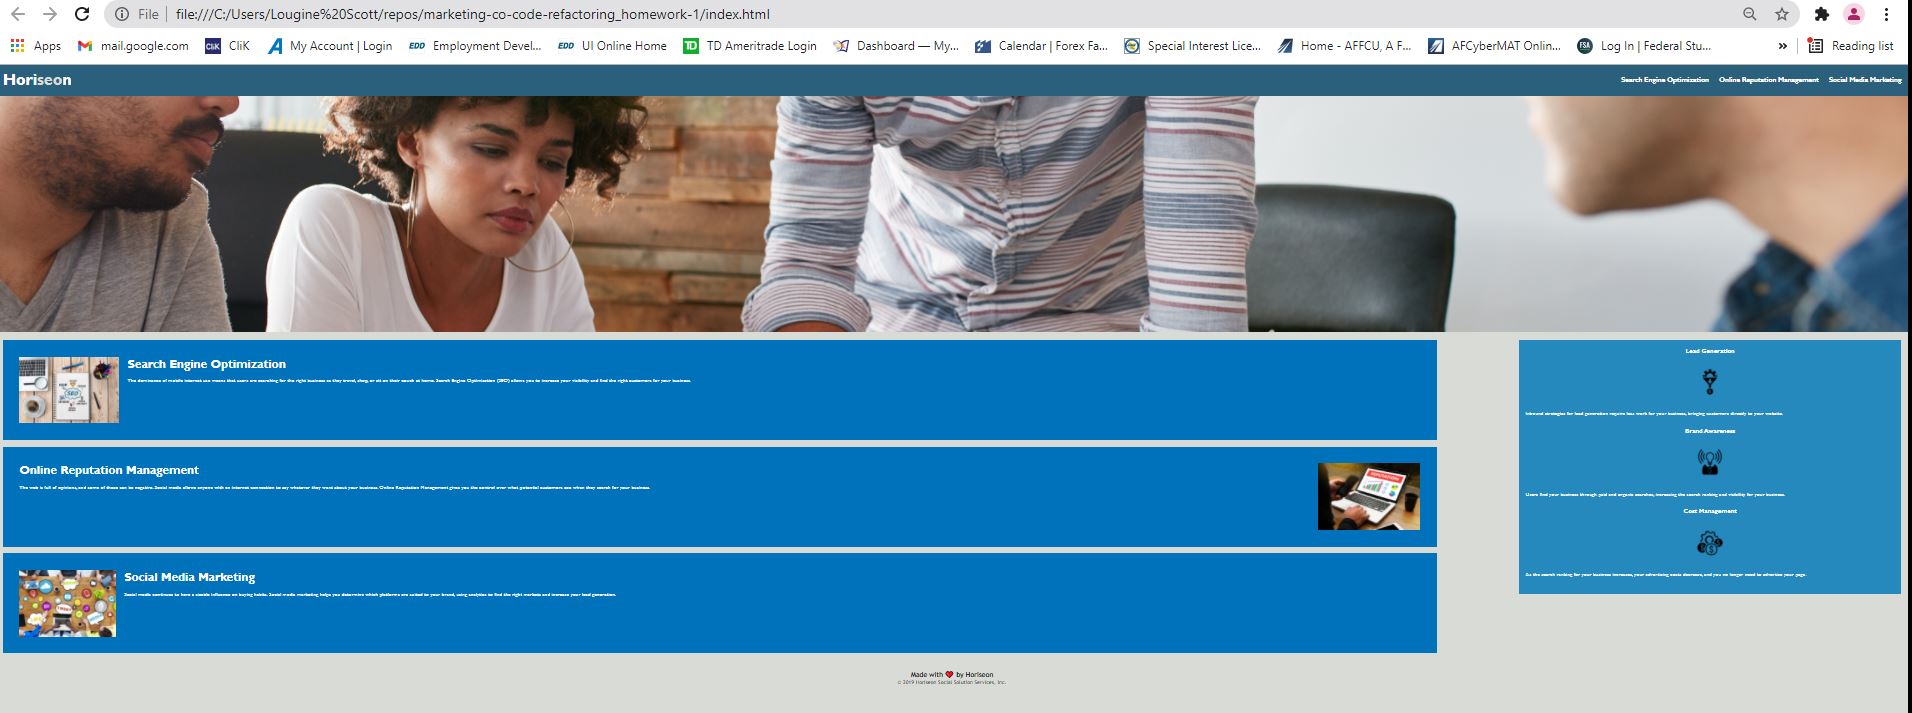 File file:///C:/Users/Lougine%20Scott/repos/marketing-co-code-refactoring_homework-1/index.html
Apps mail.google.com CliK My Account | Login EDD Employment Devel... EDD UI Online Home TD Ameritrade Login Dashboard — My... Calendar | Forex Fa... Special Interest Lice... Home - AFFCU, A F... AFCyberMAT Onlin... FSA Log In | Federal Stu... » Reading list
Horiseon Search Engine Optimization Online Reputation Management Social Media Marketing
Search Engine Optimization
The dominance of mobile internet use means that users are searching for the right business as they travel, shop, or sit on their couch at home. Search Engine Optimization (SEO) allows you to increase your visibility and find the right customers for your business.
Online Reputation Management
The web is full of opinions, and some of these can be negative. Social media allows anyone with an internet connection to say whatever they want about your business. Online Reputation Management gives you the control over what potential customers see when they search for your business.
Social Media Marketing
Social media continues to have a sizable influence on buying habits. Social media marketing helps you determine which platforms are suited to your brand, using analytics to find the right markets and increase your lead generation.
Lead Generation
Inbound strategies for lead generation require less work for your business, bringing customers directly to your website.
Brand Awareness
Users find your business through paid and organic searches, increasing the search ranking and visibility for your business.
Cost Management
As the search ranking for your business increases, your advertising costs decrease, and you no longer need to advertise your page.
Made with ❤️ by Horiseon
© 2019 Horiseon Social Solution Services, Inc.